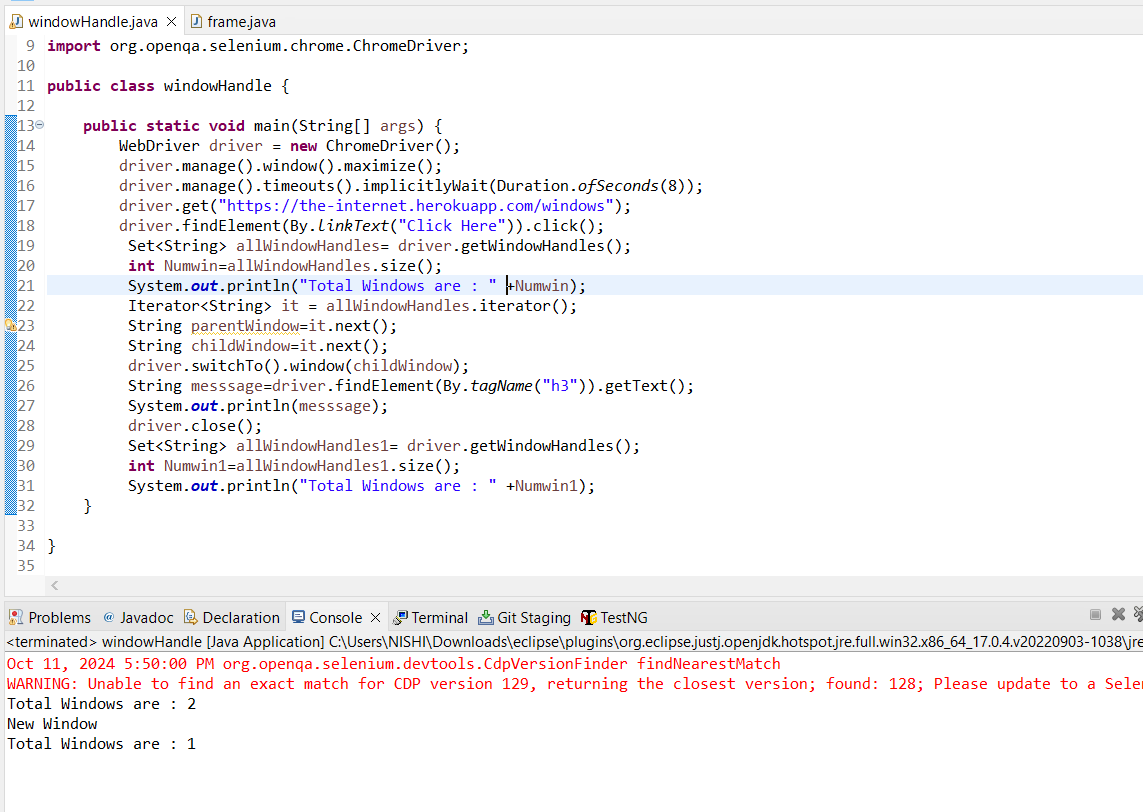 windowHandle.java frame.java
9 import org.openqa.selenium.chrome.ChromeDriver;
10
11 public class windowHandle {
12
13 public static void main(String[] args) {
14 WebDriver driver = new ChromeDriver();
15 driver.manage().window().maximize();
16 driver.manage().timeouts().implicitlyWait(Duration.ofSeconds(8));
17 driver.get("https://the-internet.herokuapp.com/windows");
18 driver.findElement(By.linkText("Click Here")).click();
19 Set<String> allWindowHandles= driver.getWindowHandles();
20 int Numwin=allWindowHandles.size();
21 System.out.println("Total Windows are : " +Numwin);
22 Iterator<String> it = allWindowHandles.iterator();
23 String parentWindow=it.next();
24 String childWindow=it.next();
25 driver.switchTo().window(childWindow);
26 String messsage=driver.findElement(By.tagName("h3")).getText();
27 System.out.println(messsage);
28 driver.close();
29 Set<String> allWindowHandles1= driver.getWindowHandles();
30 int Numwin1=allWindowHandles1.size();
31 System.out.println("Total Windows are : " +Numwin1);
32 }
33
34 }
35
Problems @ Javadoc Declaration Console Terminal Git Staging TestNG
<terminated> windowHandle [Java Application] C:\Users\NISHI\Downloads\eclipse\plugins\org.eclipse.justj.openjdk.hotspot.jre.full.win32.x86_64_17.0.4.v20220903-1038\jre
Oct 11, 2024 5:50:00 PM org.openqa.selenium.devtools.CdpVersionFinder findNearestMatch
WARNING: Unable to find an exact match for CDP version 129, returning the closest version; found: 128; Please update to a Selen
Total Windows are : 2
New Window
Total Windows are : 1